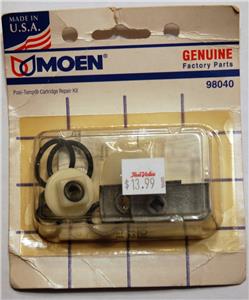 MADE IN
U.S.A.
MOEN
GENUINE
Factory Parts
Posi-Temp® Cartridge Repair Kit
98040
True Value
$13.99